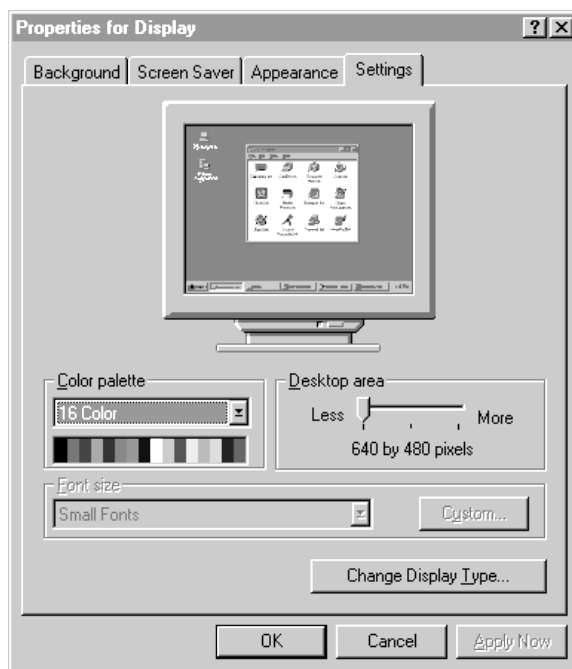 Properties for Display
Background Screen Saver Appearance Settings
Color palette
16 Color
Desktop area
Less More
640 by 480 pixels
Font size
Small Fonts
Custom...
Change Display Type...
OK Cancel Apply Now